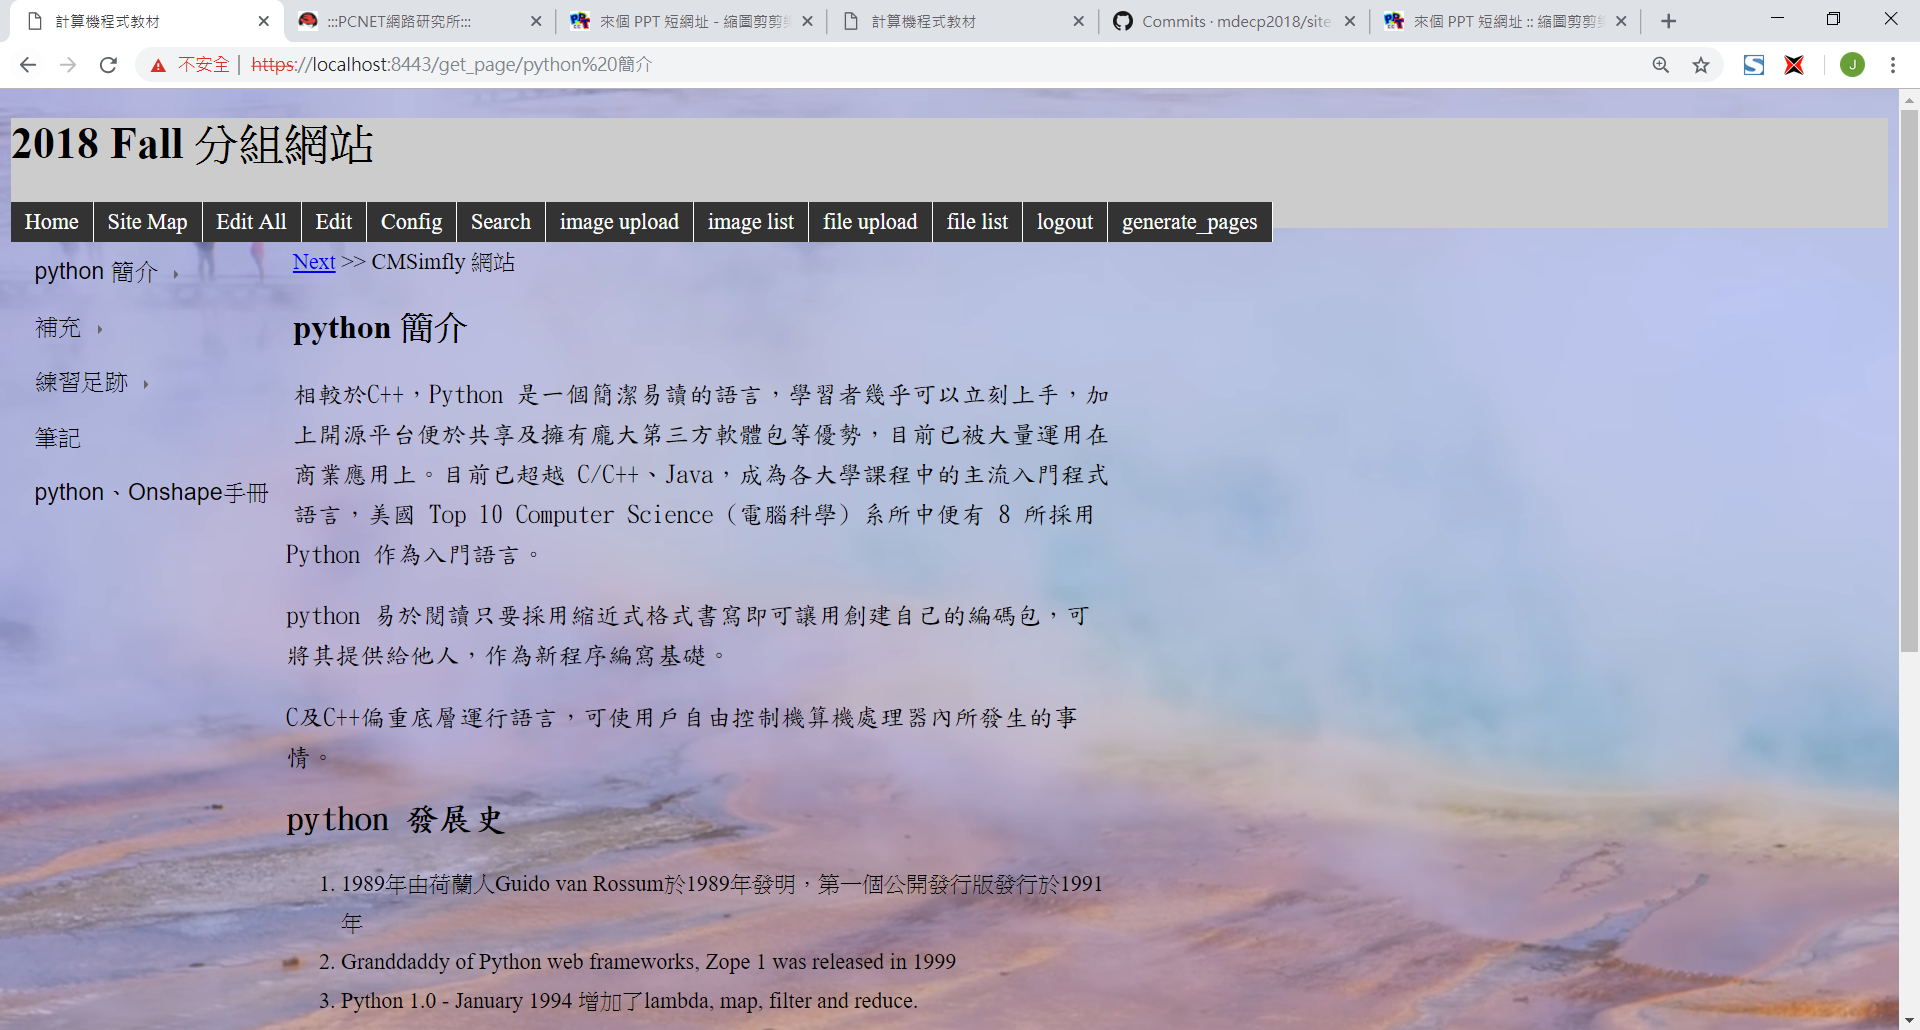 計算機程式教材
:::PCNET網路研究所:::
來個 PPT 短網址 - 縮圖剪剪
計算機程式教材
Commits · mdecp2018/site
來個 PPT 短網址 :: 縮圖剪剪
不安全 | https://localhost:8443/get_page/python%20簡介
J
2018 Fall 分組網站
Home Site Map Edit All Edit Config Search image upload image list file upload file list logout generate_pages
python 簡介
補充
練習足跡
筆記
python、Onshape手冊
Next >> CMSimfly 網站
python 簡介
相較於C++，Python 是一個簡潔易讀的語言，學習者幾乎可以立刻上手，加
上開源平台便於共享及擁有龐大第三方軟體包等優勢，目前已被大量運用在
商業應用上。目前已超越 C/C++、Java，成為各大學課程中的主流入門程式
語言，美國 Top 10 Computer Science (電腦科學) 系所中便有 8 所採用
Python 作為入門語言。
python 易於閱讀只要採用縮近式格式書寫即可讓用創建自己的編碼包，可
將其提供給他人，作為新程序編寫基礎。
C及C++偏重底層運行語言，可使用戶自由控制機算機處理器內所發生的事
情。
python 發展史
1. 1989年由荷蘭人Guido van Rossum於1989年發明，第一個公開發行版發行於1991
年
2. Granddaddy of Python web frameworks, Zope 1 was released in 1999
3. Python 1.0 - January 1994 增加了lambda, map, filter and reduce.